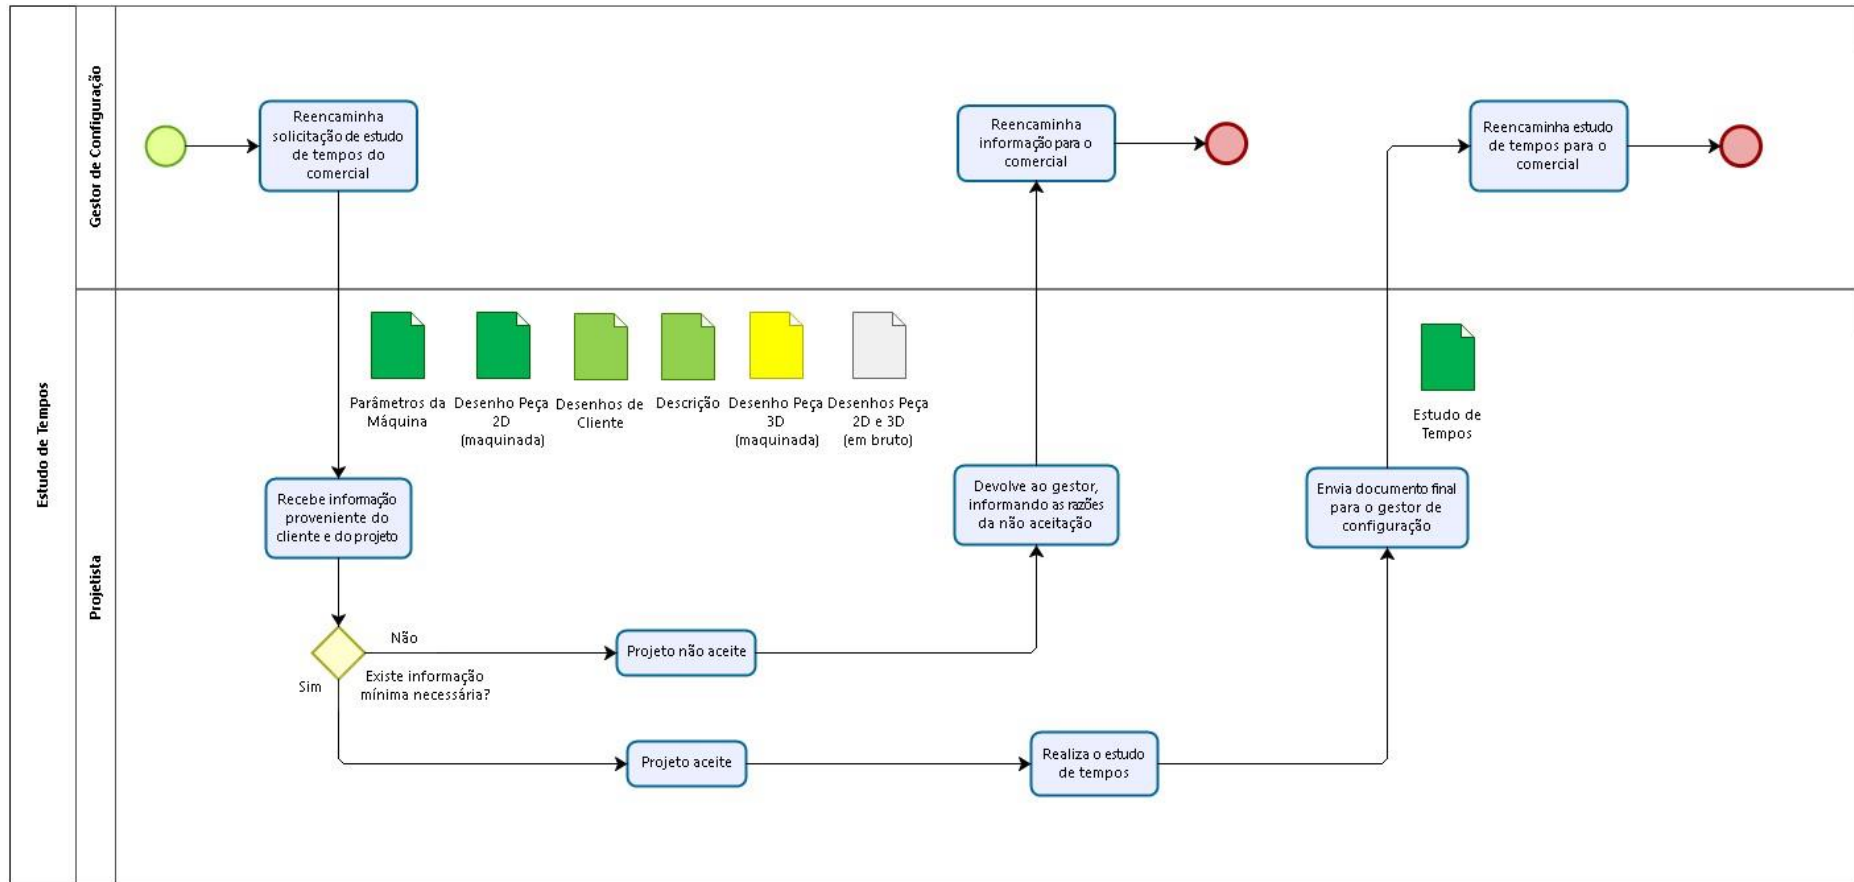 Estudo de Tempos
Gestor de Configuração
Reencaminha
solicitação de estudo
de tempos do
comercial
Reencaminha
informação para o
comercial
Reencaminha estudo
de tempos para o
comercial
Projetista
Parâmetros da
Máquina
Desenho Peça
2D
(maquinada)
Desenhos de
Cliente
Descrição
Desenho Peça
3D
(maquinada)
Desenhos Peça
2D e 3D
(em bruto)
Estudo de
Tempos
Recebe informação
proveniente do
cliente e do projeto
Devolve ao gestor,
informando as razões
da não aceitação
Envia documento final
para o gestor de
configuração
Não
Existe informação
mínima necessária?
Sim
Projeto não aceite
Projeto aceite
Realiza o estudo
de tempos